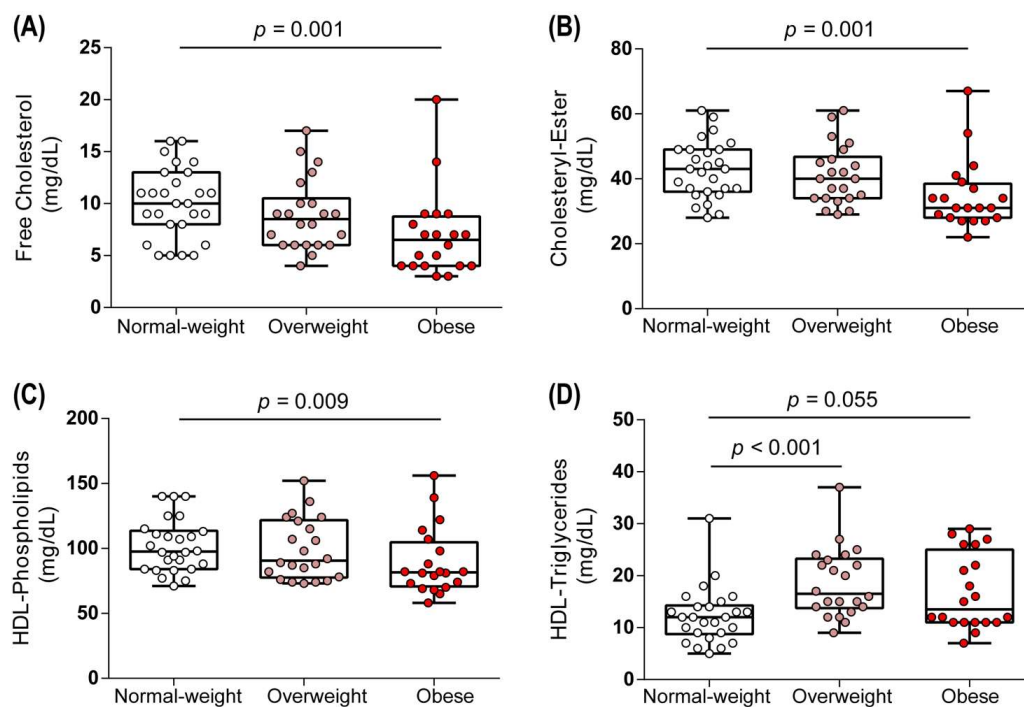 (A)
p = 0.001
Free Cholesterol
(mg/dL)
25
20
15
10
5
0
Normal-weight Overweight Obese
(B)
p = 0.001
Cholesteryl-Ester
(mg/dL)
80
60
40
20
0
Normal-weight Overweight Obese
(C)
p = 0.009
HDL-Phospholipids
(mg/dL)
200
150
100
50
0
Normal-weight Overweight Obese
(D)
p = 0.055
p < 0.001
HDL-Triglycerides
(mg/dL)
50
40
30
20
10
0
Normal-weight Overweight Obese